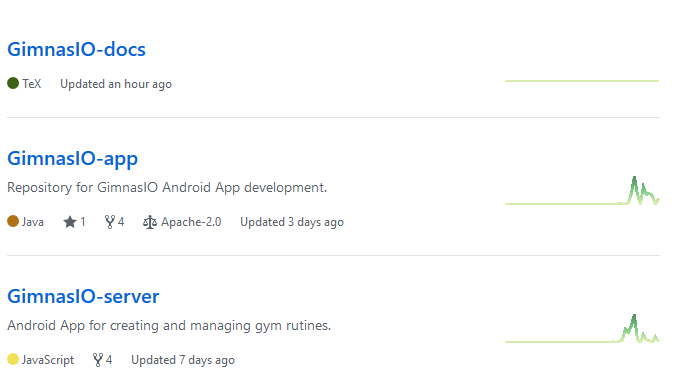 GimnasIO-docs
TeX Updated an hour ago
GimnasIO-app
Repository for GimnasIO Android App development.
Java 1 4 Apache-2.0 Updated 3 days ago
GimnasIO-server
Android App for creating and managing gym rutines.
JavaScript 4 Updated 7 days ago